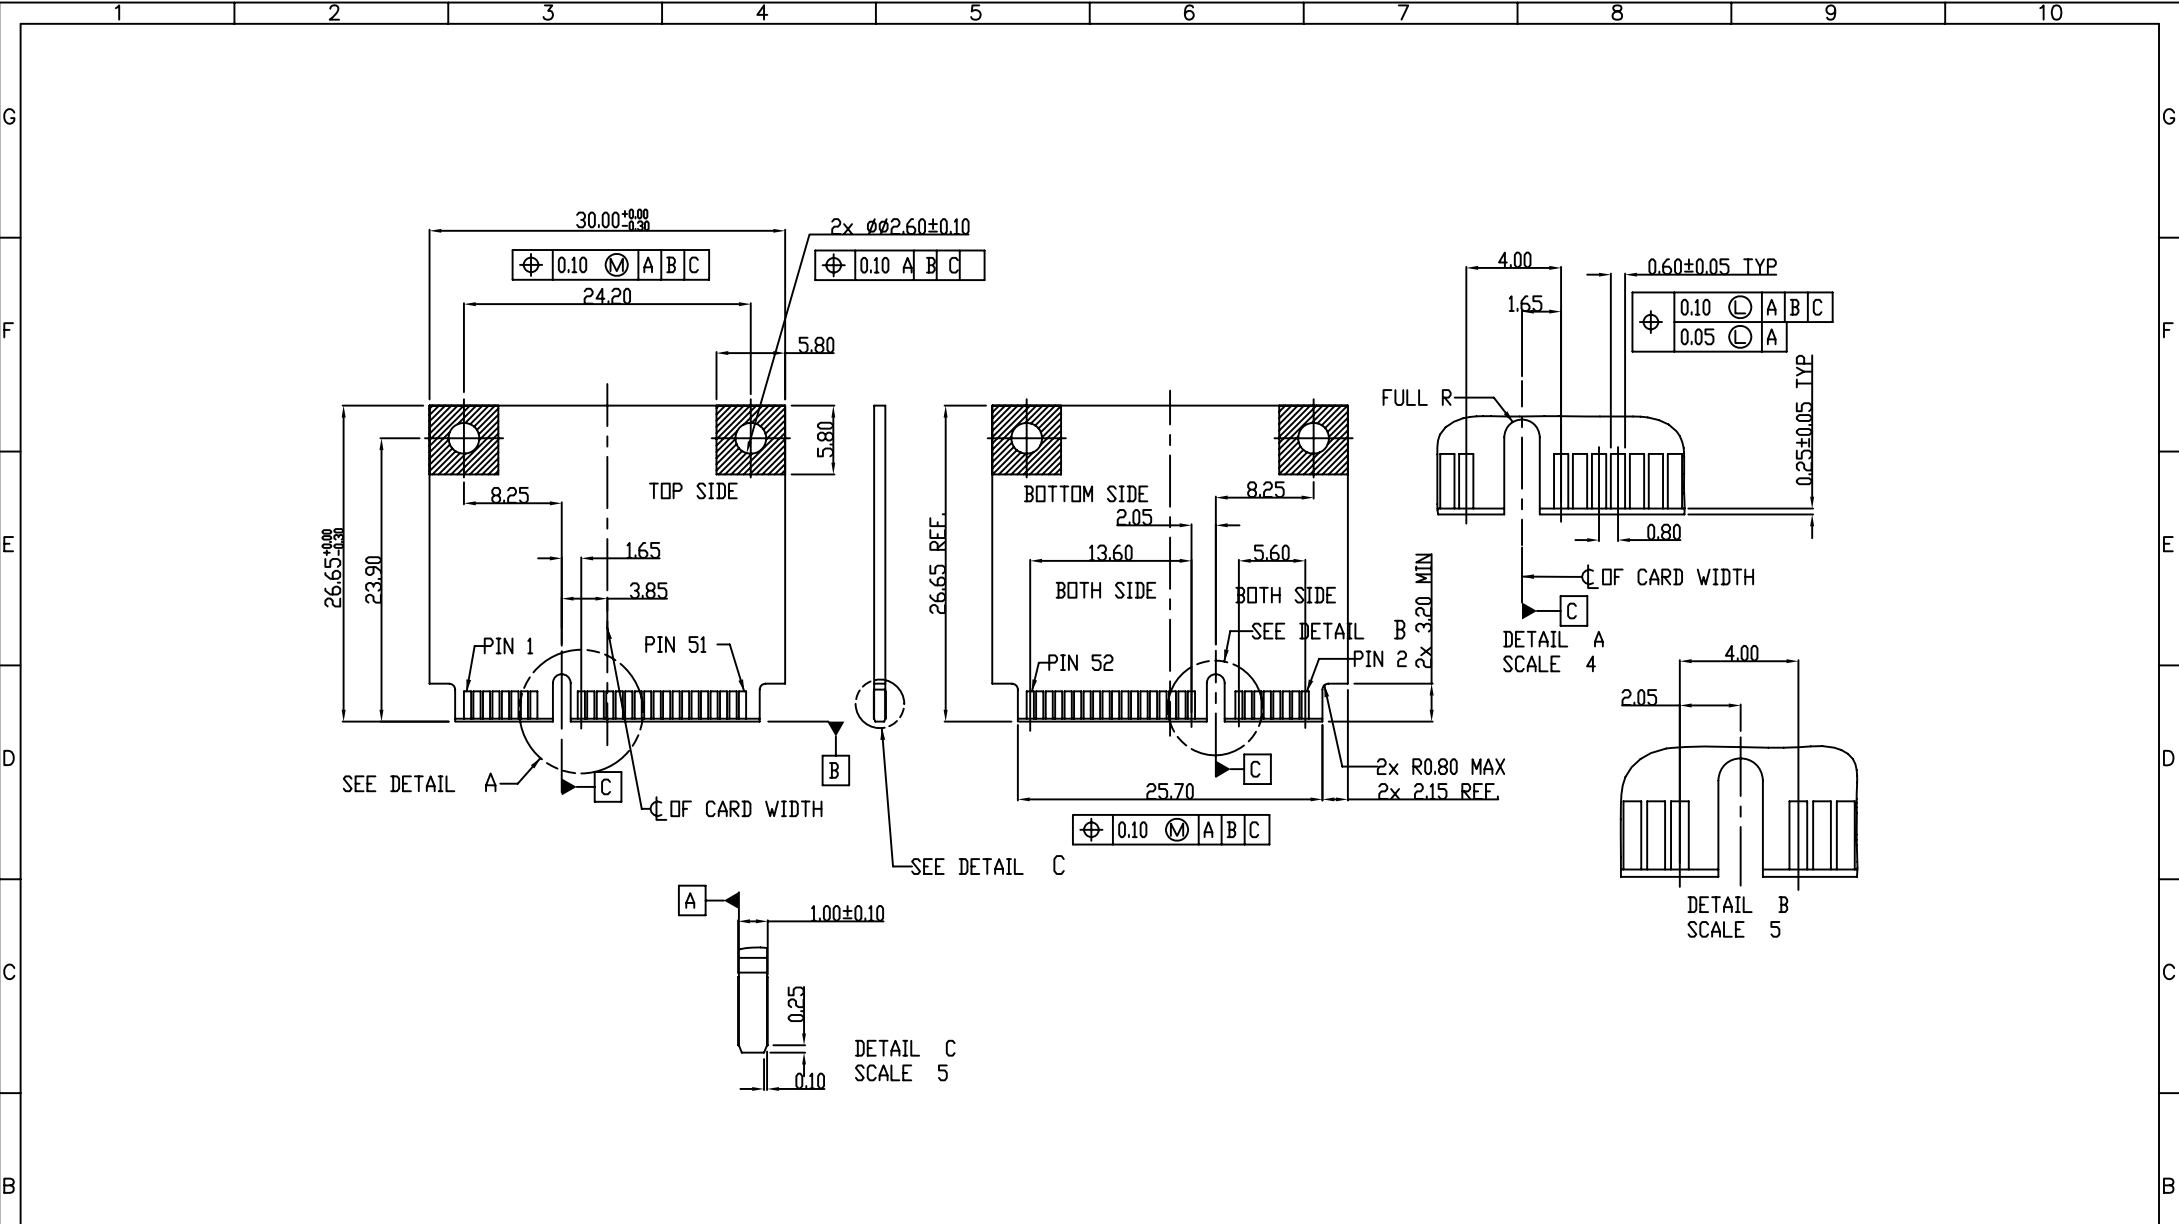 1 2 3 4 5 6 7 8 9 10
G G
30.00 +0.00 -0.30
2x ØØ2.60±0.10
0.10 Ⓜ A B C
0.10 A B C
24.20
5.80
5.80
4.00
0.60±0.05 TYP
1.65
0.10 Ⓛ A B C
0.05 Ⓛ A
F F
FULL R
0.25±0.05 TYP
0.80
TOP SIDE
8.25
BOTTOM SIDE
8.25
2.05
26.65 +0.00 -0.30
23.90
1.65
3.85
26.65 REF.
13.60
5.60
BOTH SIDE
BOTH SIDE
2x 3.20 MIN
E E
℄ OF CARD WIDTH
C
DETAIL A
SCALE 4
PIN 1
PIN 51
SEE DETAIL B
PIN 52
PIN 2
4.00
2.05
D D
SEE DETAIL A
C
℄ OF CARD WIDTH
B
C
2x R0.80 MAX
25.70
2x 2.15 REF.
0.10 Ⓜ A B C
SEE DETAIL C
DETAIL B
SCALE 5
A
1.00±0.10
C C
0.25
0.10
DETAIL C
SCALE 5
B B